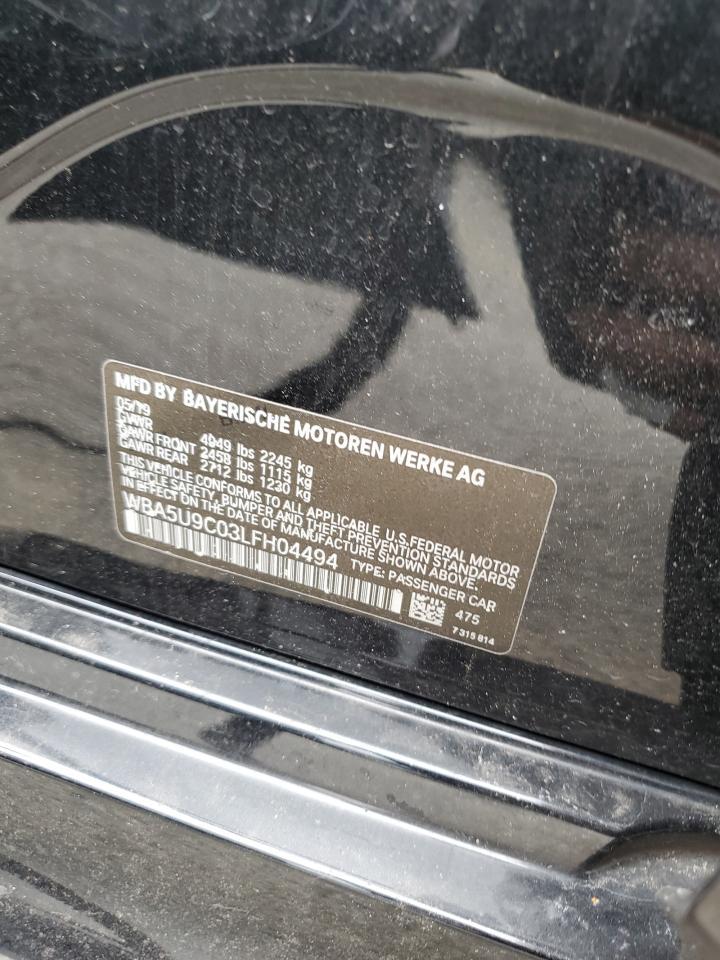 MFD BY BAYERISCHE MOTOREN WERKE AG
05/19
GVWR 4949 lbs 2245 kg
GAWR FRONT 2458 lbs 1115 kg
GAWR REAR 2712 lbs 1230 kg
THIS VEHICLE CONFORMS TO ALL APPLICABLE U.S.FEDERAL MOTOR
VEHICLE SAFETY, BUMPER AND THEFT PREVENTION STANDARDS
IN EFFECT ON THE DATE OF MANUFACTURE SHOWN ABOVE.
WBA5U9C03LFH04494 TYPE: PASSENGER CAR
475
7 315 814